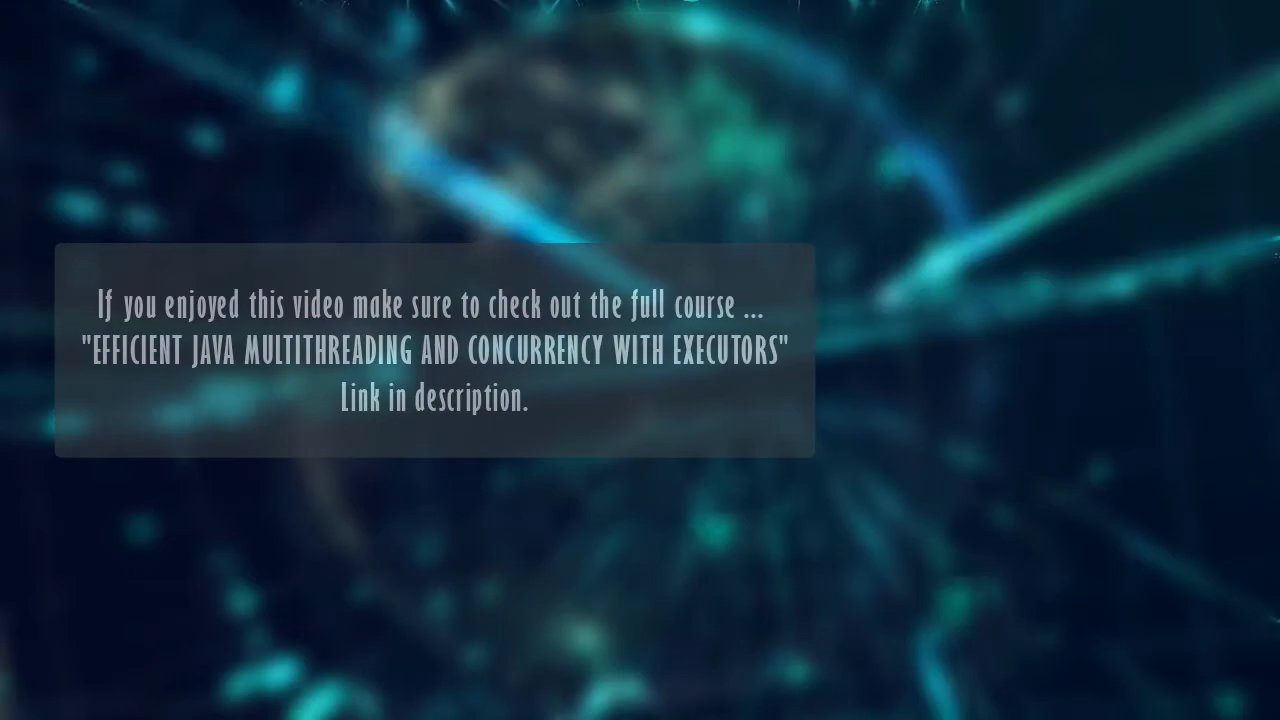 If you enjoyed this video make sure to check out the full course ...
"EFFICIENT JAVA MULTITHREADING AND CONCURRENCY WITH EXECUTORS"
Link in description.